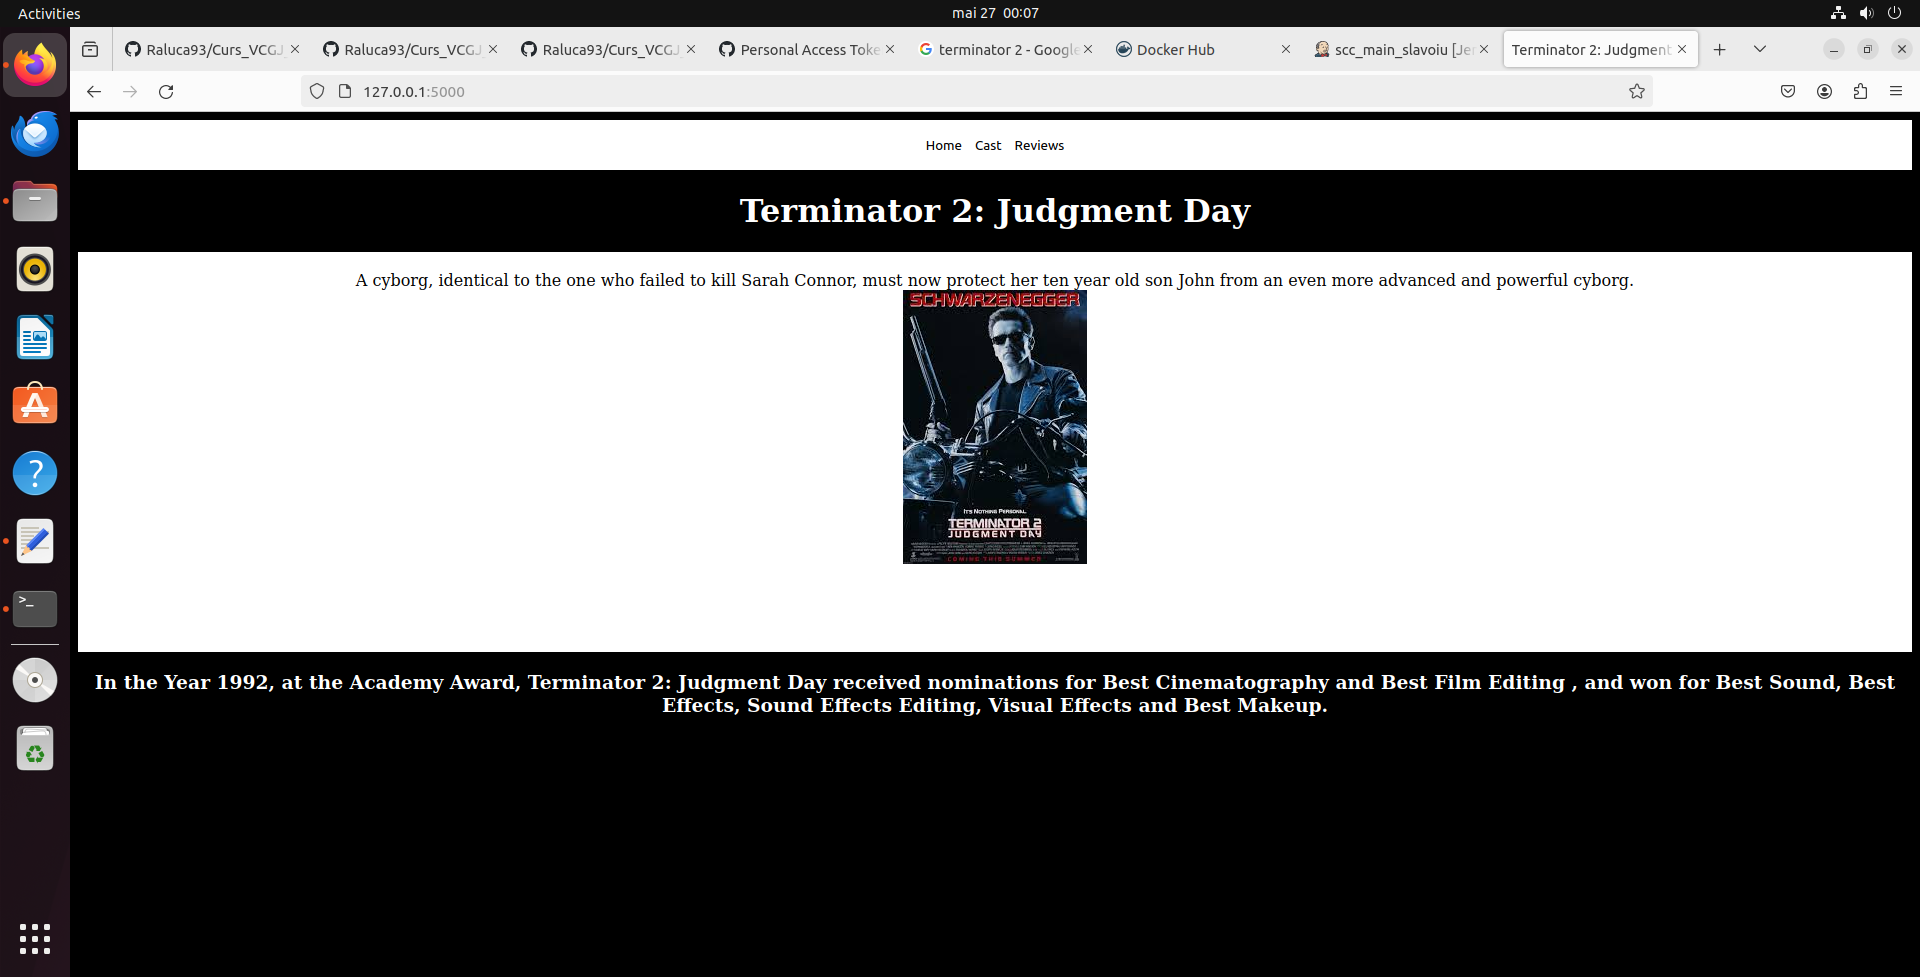 Activities
mai 27 00:07
Raluca93/Curs_VCGJ
Raluca93/Curs_VCGJ
Raluca93/Curs_VCGJ
Personal Access Toke
terminator 2 - Google
Docker Hub
scc_main_slavoiu [Jen
Terminator 2: Judgment
127.0.0.1:5000
Home Cast Reviews
Terminator 2: Judgment Day
A cyborg, identical to the one who failed to kill Sarah Connor, must now protect her ten year old son John from an even more advanced and powerful cyborg.
SCHWARZENEGGER
IT'S NOTHING PERSONAL.
TERMINATOR 2
JUDGMENT DAY
COMING THIS SUMMER
In the Year 1992, at the Academy Award, Terminator 2: Judgment Day received nominations for Best Cinematography and Best Film Editing , and won for Best Sound, Best
Effects, Sound Effects Editing, Visual Effects and Best Makeup.